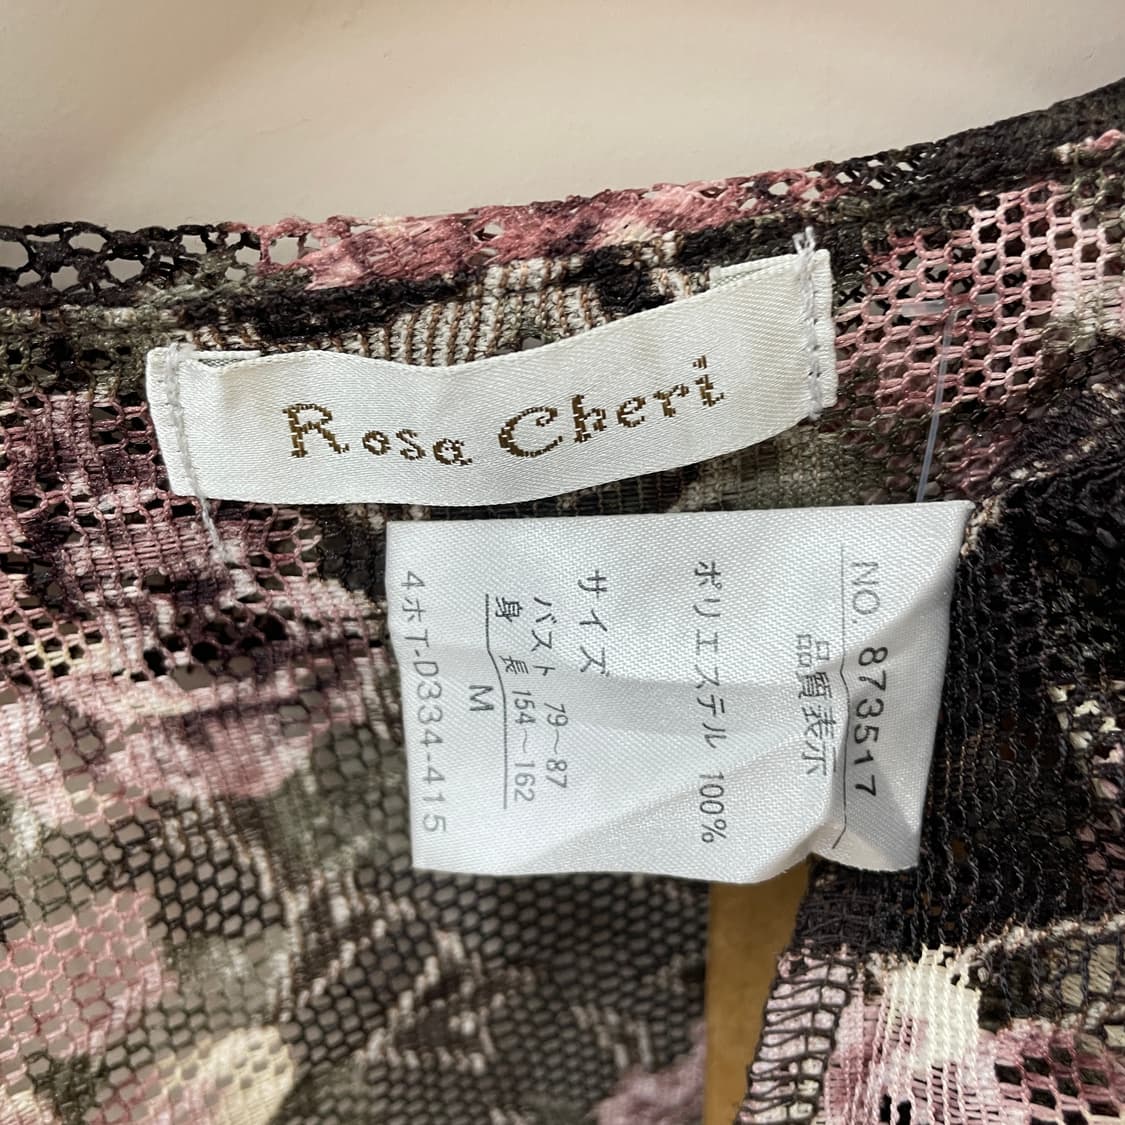 Rosa Cheri
NO. 873517
品質表示
ポリエステル 100%
サイズ
バスト 79〜87
身 長 154〜162
M
4ホT-D334-415